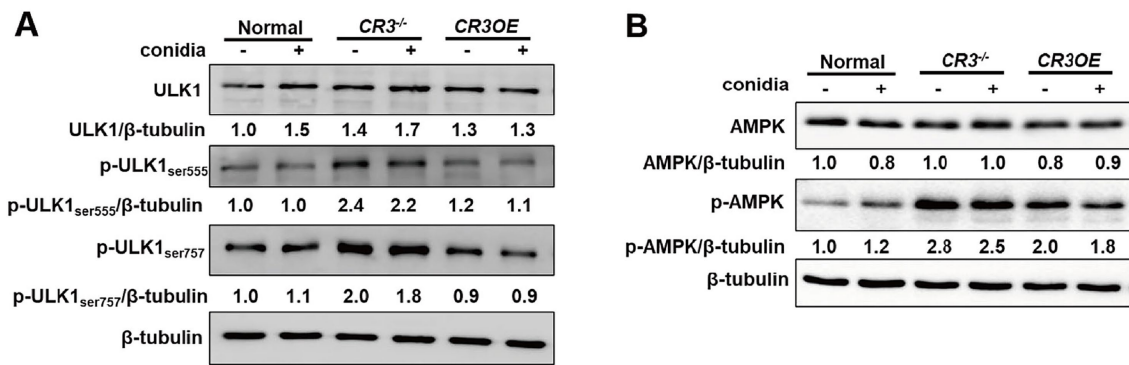 A
Normal CR3-/- CR3OE
conidia - + - + - +
ULK1
ULK1/β-tubulin 1.0 1.5 1.4 1.7 1.3 1.3
p-ULK1ser555
p-ULK1ser555/β-tubulin 1.0 1.0 2.4 2.2 1.2 1.1
p-ULK1ser757
p-ULK1ser757/β-tubulin 1.0 1.1 2.0 1.8 0.9 0.9
β-tubulin
B
Normal CR3-/- CR3OE
conidia - + - + - +
AMPK
AMPK/β-tubulin 1.0 0.8 1.0 1.0 0.8 0.9
p-AMPK
p-AMPK/β-tubulin 1.0 1.2 2.8 2.5 2.0 1.8
β-tubulin